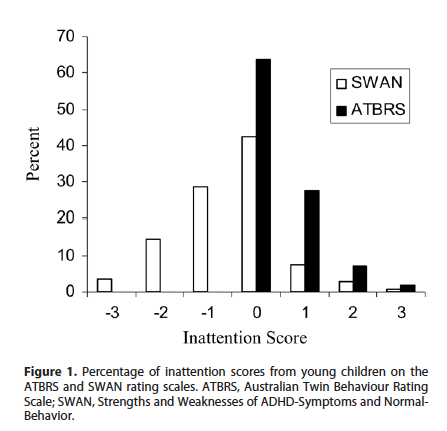 70
60
50
40
30
20
10
0
Percent
SWAN
ATBRS
-3 -2 -1 0 1 2 3
Inattention Score
Figure 1. Percentage of inattention scores from young children on the
ATBRS and SWAN rating scales. ATBRS, Australian Twin Behaviour Rating
Scale; SWAN, Strengths and Weaknesses of ADHD-Symptoms and Normal-
Behavior.